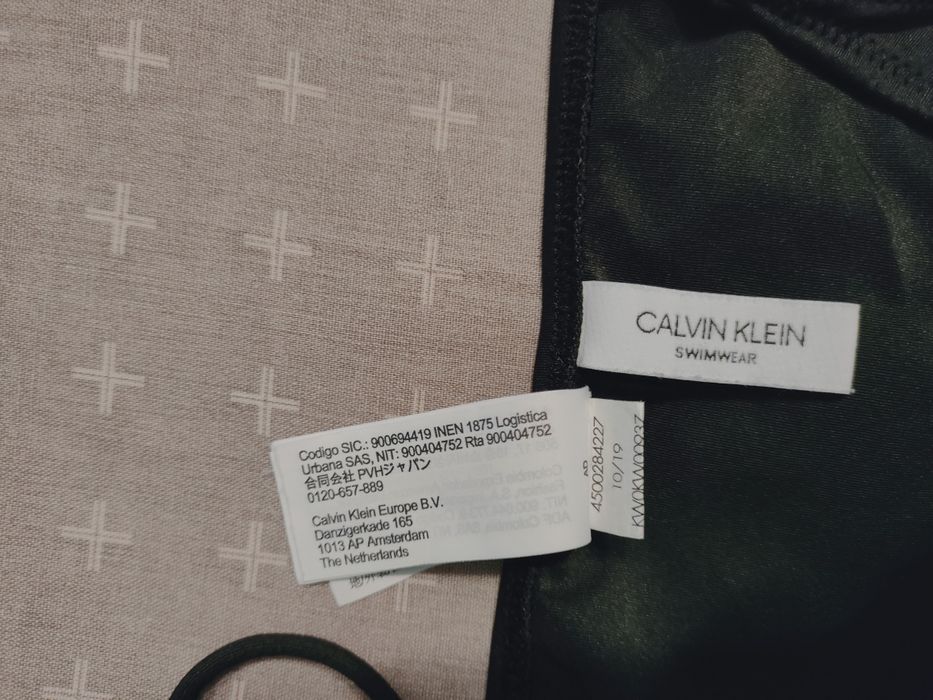 CALVIN KLEIN
SWIMWEAR
Codigo SIC.: 900694419 INEN 1875 Logistica
Urbana SAS, NIT: 900404752 Rta 900404752
合同会社 PVHジャパン
0120-657-889
Calvin Klein Europe B.V.
Danzigerkade 165
1013 AP Amsterdam
The Netherlands
AD
4500284227
10/19
KW0KW00937